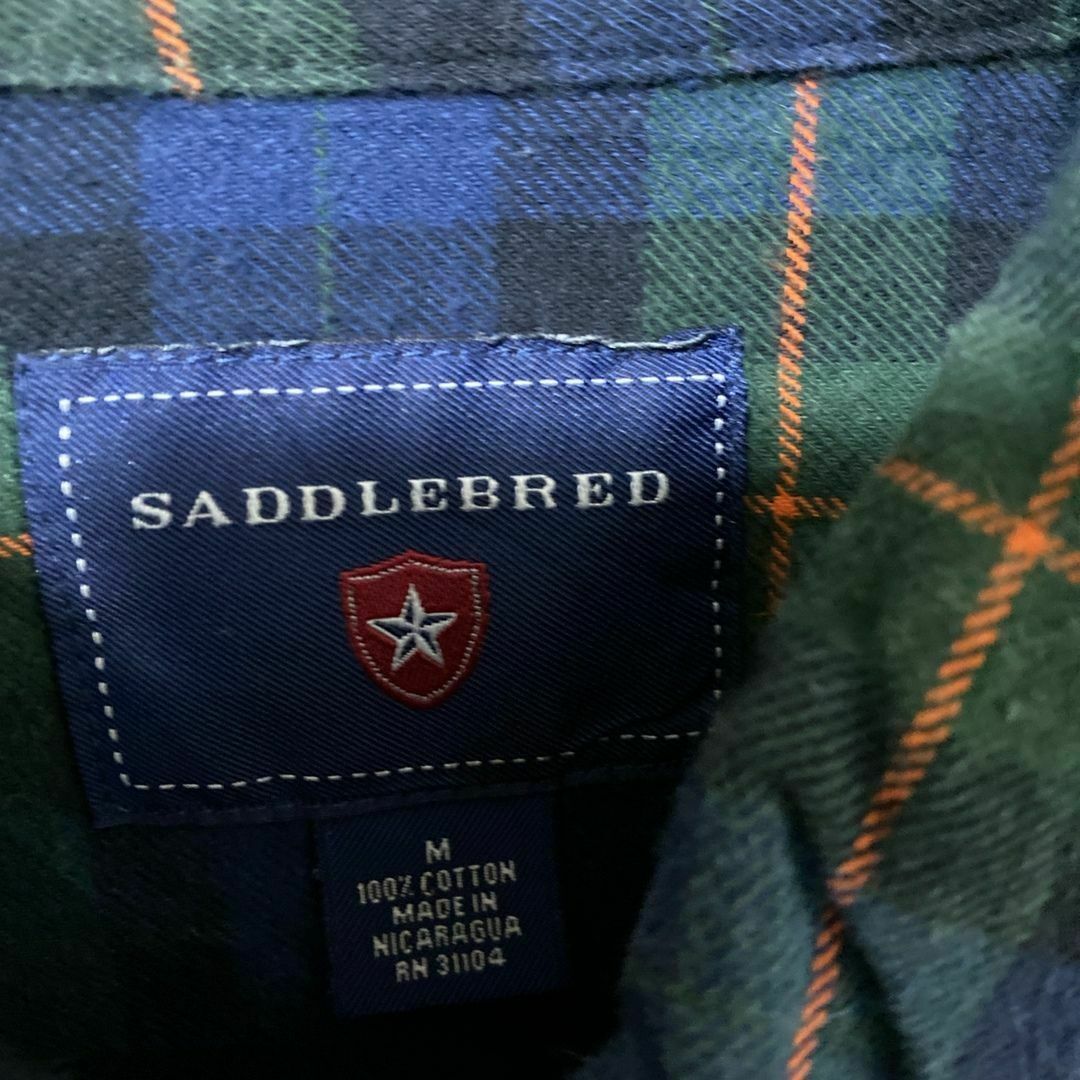 SADDLEBRED
M
100% COTTON
MADE IN
NICARAGUA
RN 31104